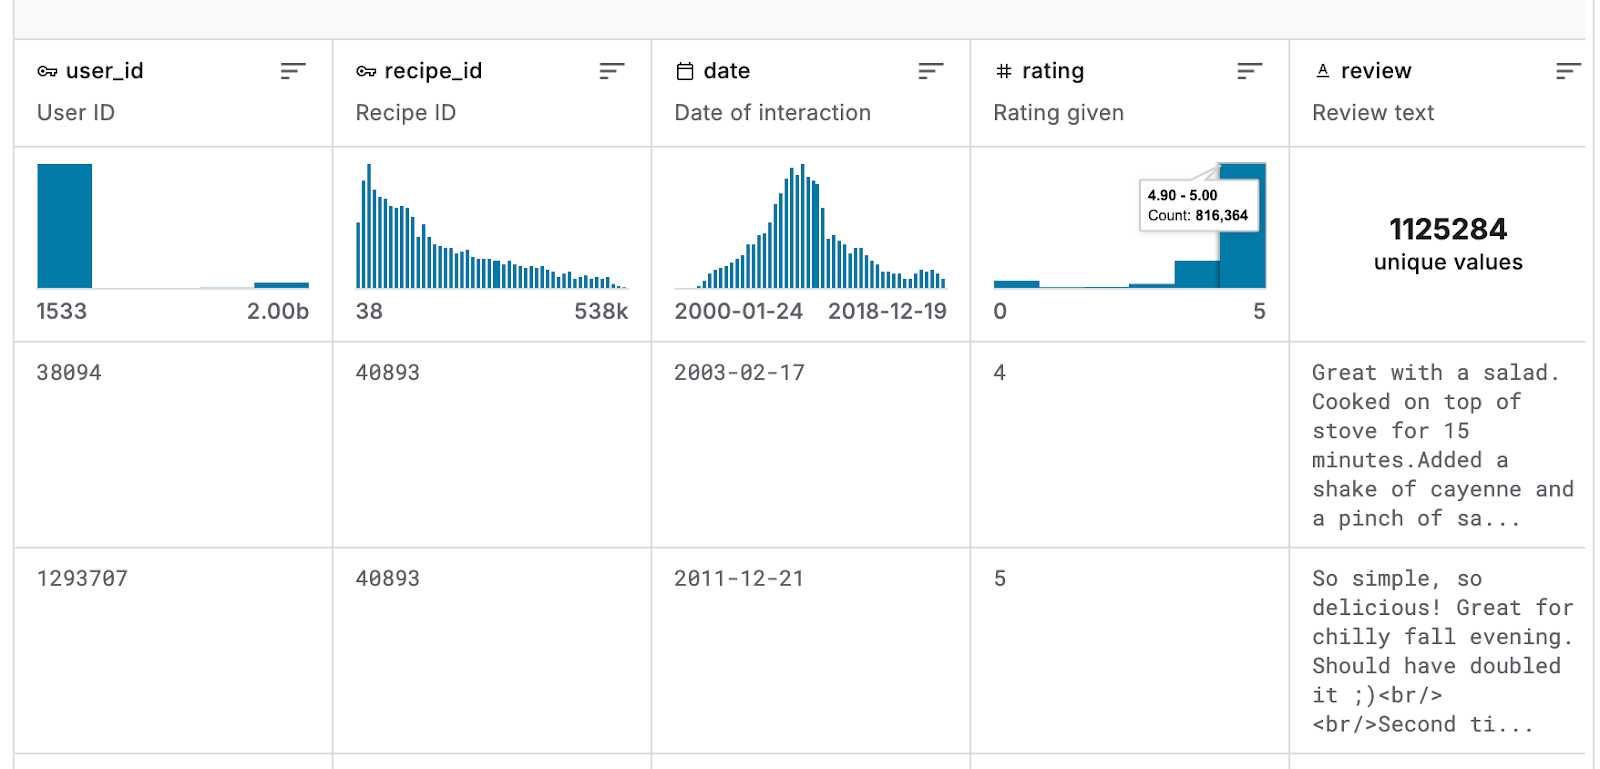 user_id
User ID
recipe_id
Recipe ID
date
Date of interaction
# rating
Rating given
A review
Review text
1533
2.00b
38
538k
2000-01-24
2018-12-19
4.90 - 5.00
Count: 816,364
0
5
1125284
unique values
38094
40893
2003-02-17
4
Great with a salad.
Cooked on top of
stove for 15
minutes.Added a
shake of cayenne and
a pinch of sa...
1293707
40893
2011-12-21
5
So simple, so
delicious! Great for
chilly fall evening.
Should have doubled
it ;)<br/>
<br/>Second ti...